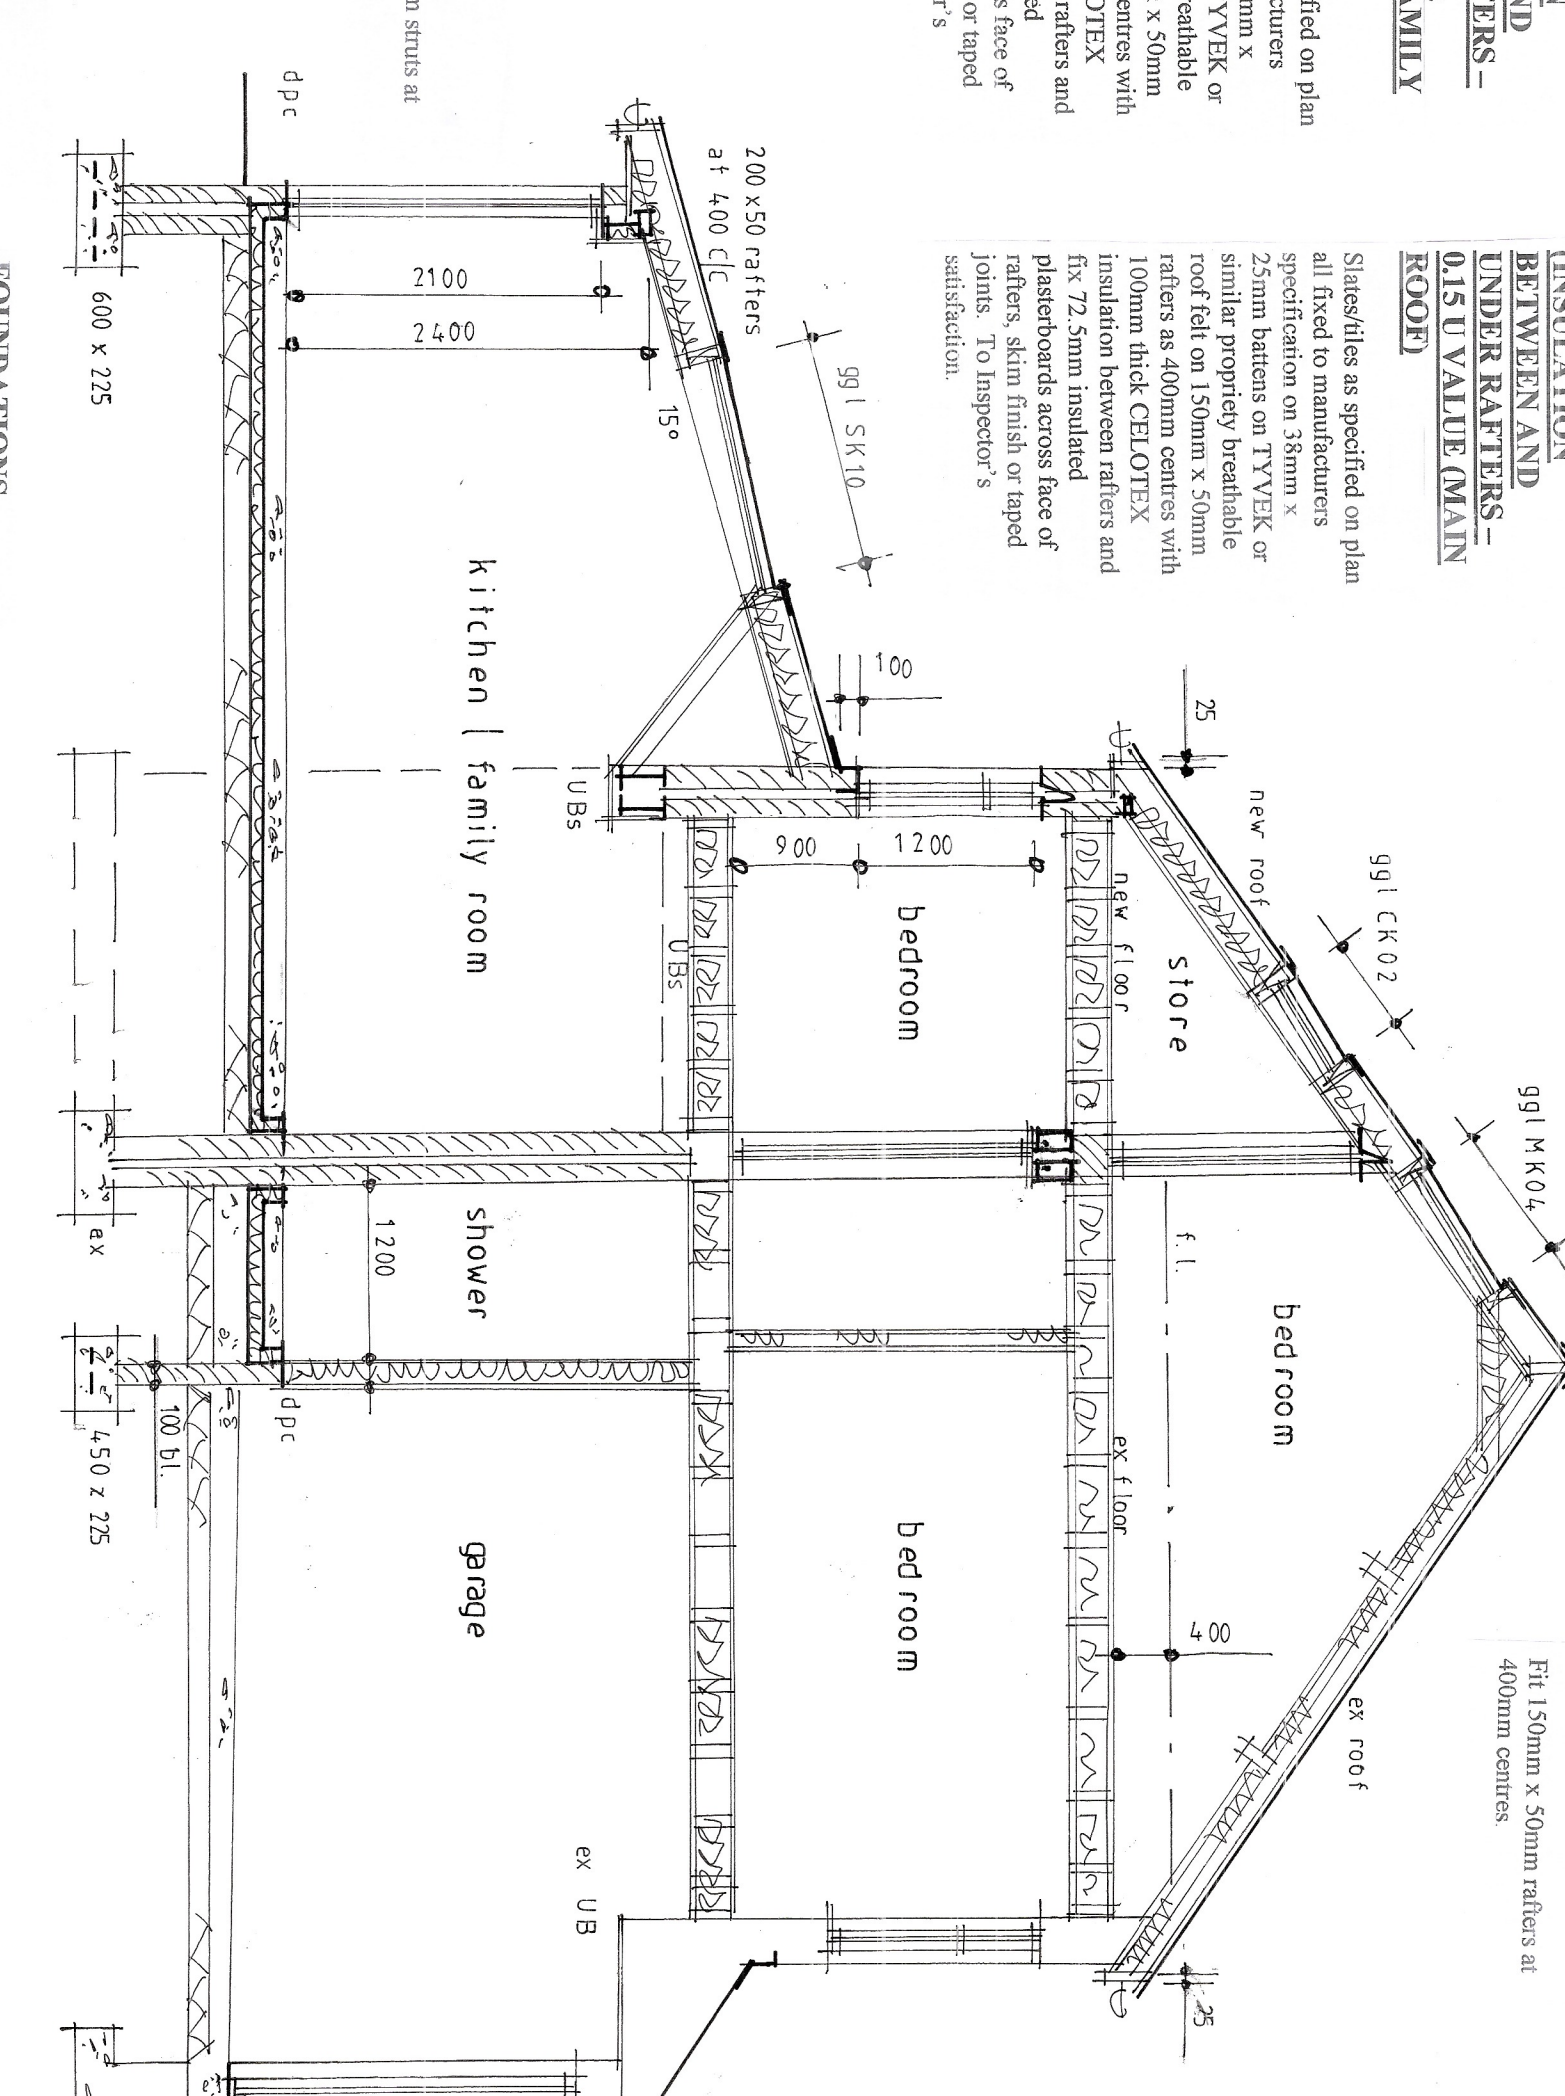 ND
TERS –
AMILY
fied on plan
cturers
mm x
YVEK or
reathable
x 50mm
entres with
OTEX
rafters and
ed
s face of
or taped
r's
n struts at
BETWEEN AND
UNDER RAFTERS –
0.15 U VALUE (MAIN
ROOF)
Slates/tiles as specified on plan
all fixed to manufacturers
specification on 38mm x
25mm battens on TYVEK or
similar propriety breathable
roof felt on 150mm x 50mm
rafters as 400mm centres with
100mm thick CELOTEX
insulation between rafters and
fix 72.5mm insulated
plasterboards across face of
rafters, skim finish or taped
joints. To Inspector's
satisfaction.
Fit 150mm x 50mm rafters at
400mm centres.
ggl MK04
ggl CK02
25
new roof
store
bedroom
f.l.
400
ex roof
25
new floor
ex floor
100
ggl SK10
200 x50 rafters
at 400 c/c
15°
900
1200
bedroom
bedroom
UBs
UBs
ex UB
2100
2400
kitchen / family room
shower
1200
garage
dpc
dpc
600 x 225
ex
100 bl.
450 x 225
FOUNDATIONS